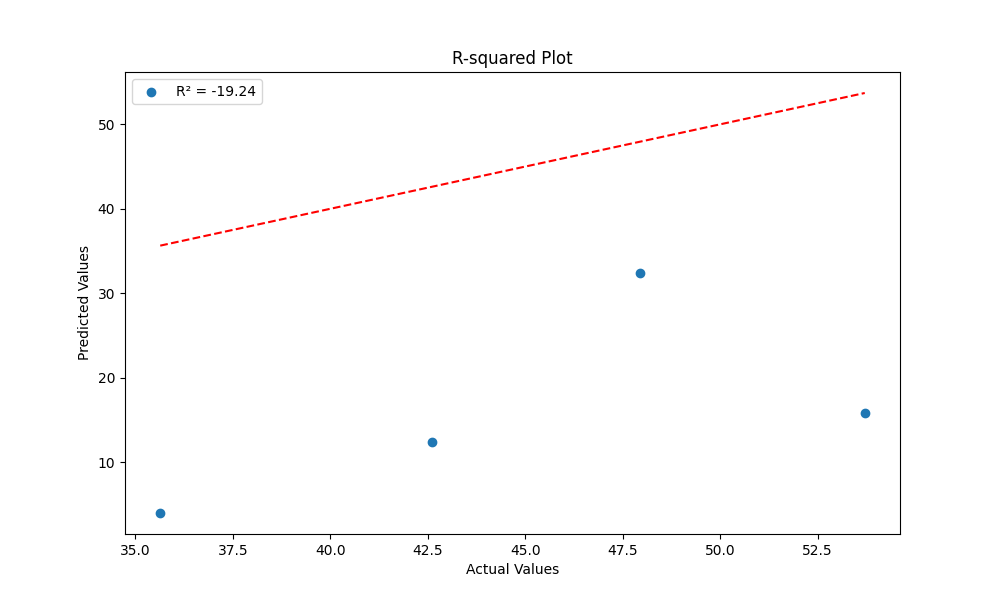 R-squared Plot
R² = -19.24
50
40
30
20
10
Predicted Values
35.0 37.5 40.0 42.5 45.0 47.5 50.0 52.5
Actual Values